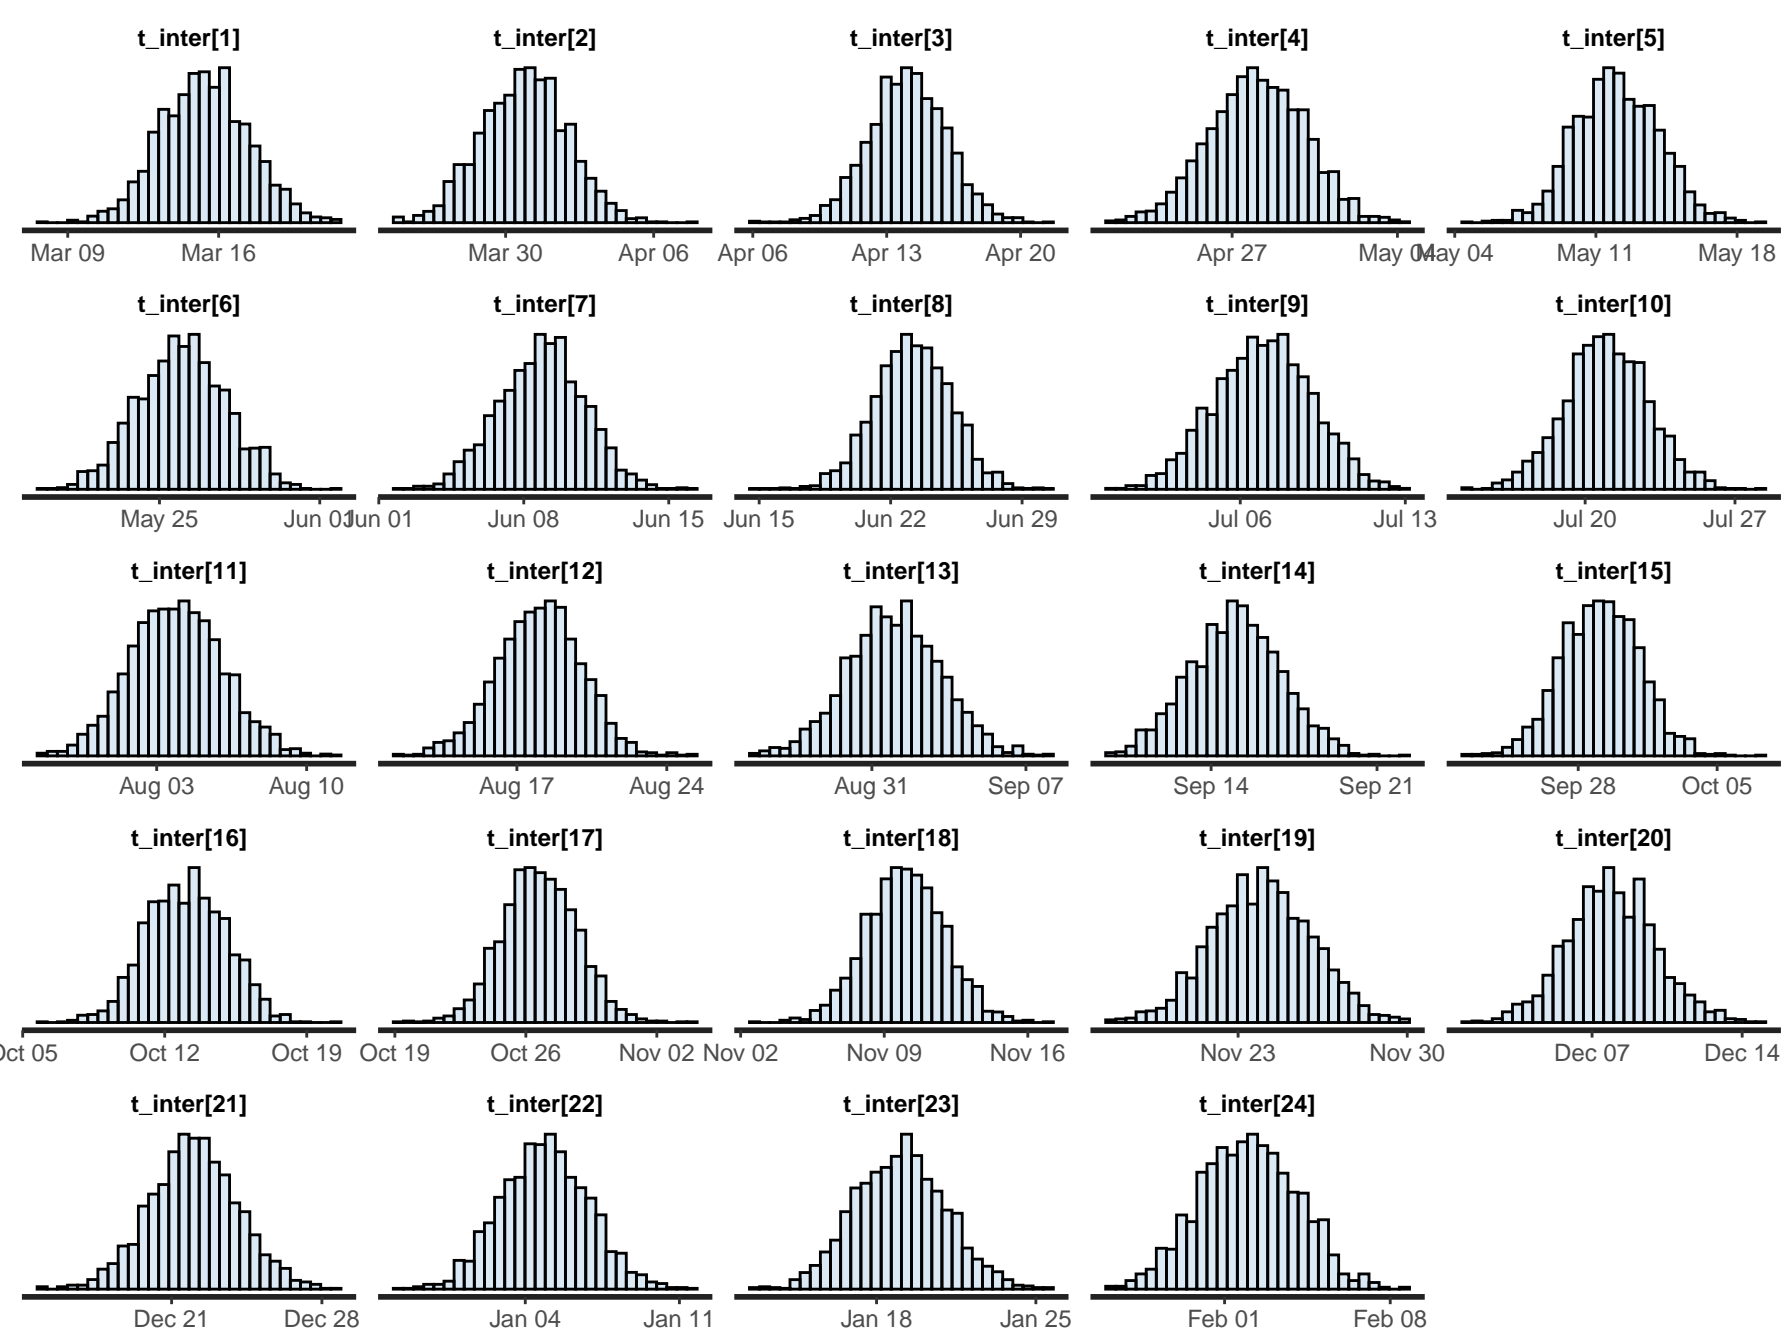 t_inter[1] t_inter[2] t_inter[3] t_inter[4] t_inter[5]
Mar 09 Mar 16 Mar 30 Apr 06 Apr 06 Apr 13 Apr 20 Apr 27 May 04 May 04 May 11 May 18
t_inter[6] t_inter[7] t_inter[8] t_inter[9] t_inter[10]
May 25 Jun 01 Jun 01 Jun 08 Jun 15 Jun 15 Jun 22 Jun 29 Jul 06 Jul 13 Jul 20 Jul 27
t_inter[11] t_inter[12] t_inter[13] t_inter[14] t_inter[15]
Aug 03 Aug 10 Aug 17 Aug 24 Aug 31 Sep 07 Sep 14 Sep 21 Sep 28 Oct 05
t_inter[16] t_inter[17] t_inter[18] t_inter[19] t_inter[20]
Oct 05 Oct 12 Oct 19 Oct 19 Oct 26 Nov 02 Nov 02 Nov 09 Nov 16 Nov 23 Nov 30 Dec 07 Dec 14
t_inter[21] t_inter[22] t_inter[23] t_inter[24]
Dec 21 Dec 28 Jan 04 Jan 11 Jan 18 Jan 25 Feb 01 Feb 08